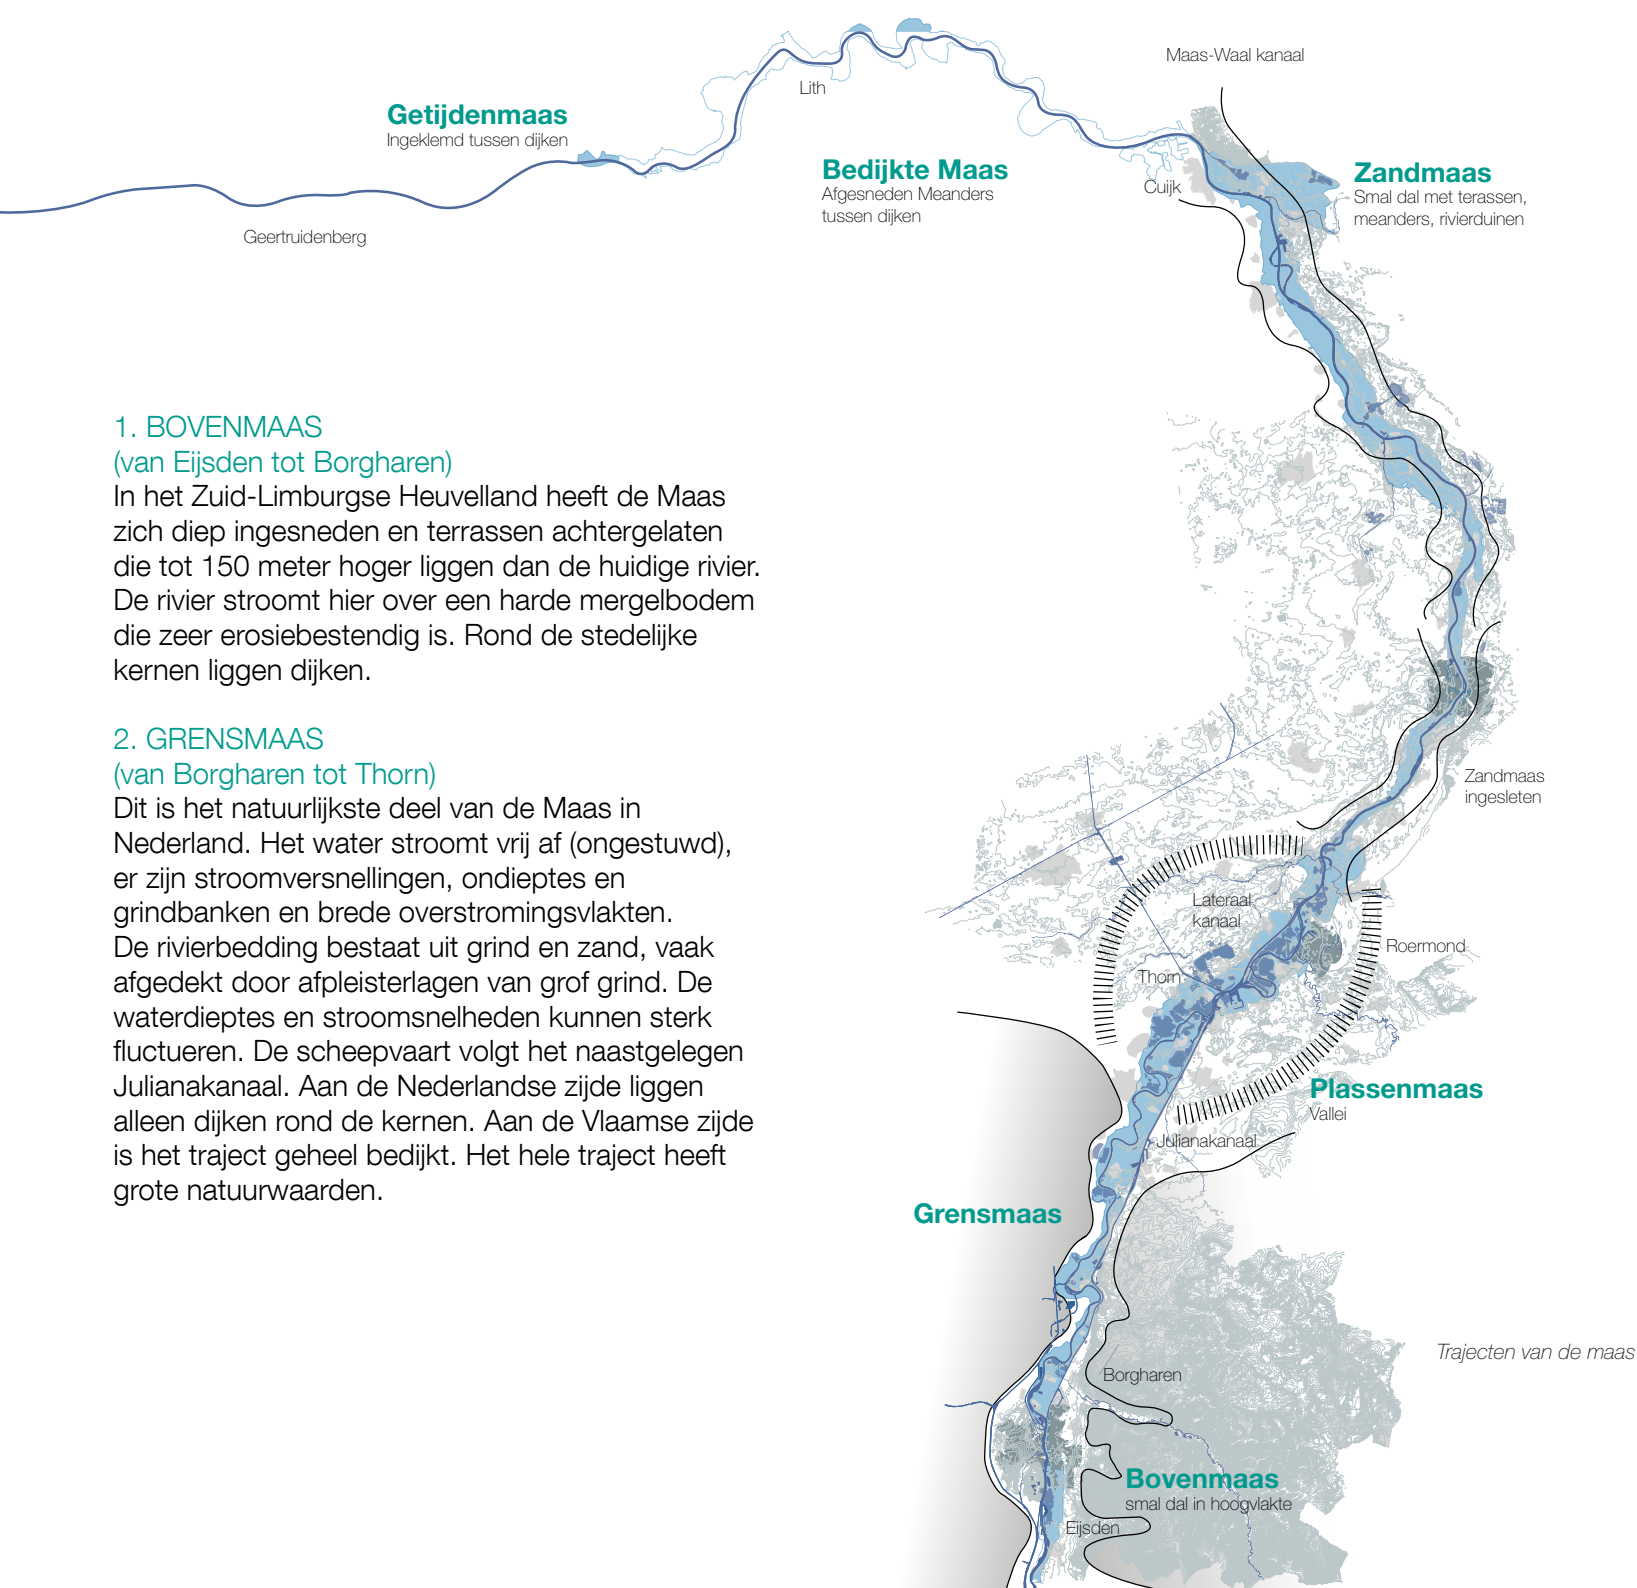 Maas-Waal kanaal
Lith
Getijdenmaas
Ingeklemd tussen dijken
Bedijkte Maas
Afgesneden Meanders
tussen dijken
Cuijk
Zandmaas
Smal dal met terassen,
meanders, rivierduinen
Geertruidenberg
1. BOVENMAAS
(van Eijsden tot Borgharen)
In het Zuid-Limburgse Heuvelland heeft de Maas
zich diep ingesneden en terrassen achtergelaten
die tot 150 meter hoger liggen dan de huidige rivier.
De rivier stroomt hier over een harde mergelbodem
die zeer erosiebestendig is. Rond de stedelijke
kernen liggen dijken.
2. GRENSMAAS
(van Borgharen tot Thorn)
Dit is het natuurlijkste deel van de Maas in
Nederland. Het water stroomt vrij af (ongestuwd),
er zijn stroomversnellingen, ondieptes en
grindbanken en brede overstromingsvlakten.
De rivierbedding bestaat uit grind en zand, vaak
afgedekt door afpleisterlagen van grof grind. De
waterdieptes en stroomsnelheden kunnen sterk
fluctueren. De scheepvaart volgt het naastgelegen
Julianakanaal. Aan de Nederlandse zijde liggen
alleen dijken rond de kernen. Aan de Vlaamse zijde
is het traject geheel bedijkt. Het hele traject heeft
grote natuurwaarden.
Zandmaas
ingesleten
Lateraal
kanaal
Roermond
Thorn
Plassenmaas
Vallei
Julianakanaal
Grensmaas
Trajecten van de maas
Borgharen
Bovenmaas
smal dal in hoogvlakte
Eijsden